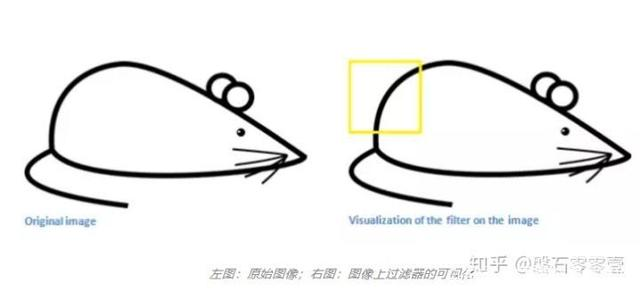 Original image
Visualization of the filter on the image
知乎 @磐石零零壹
左图：原始图像；右图：图像上过滤器的可视化